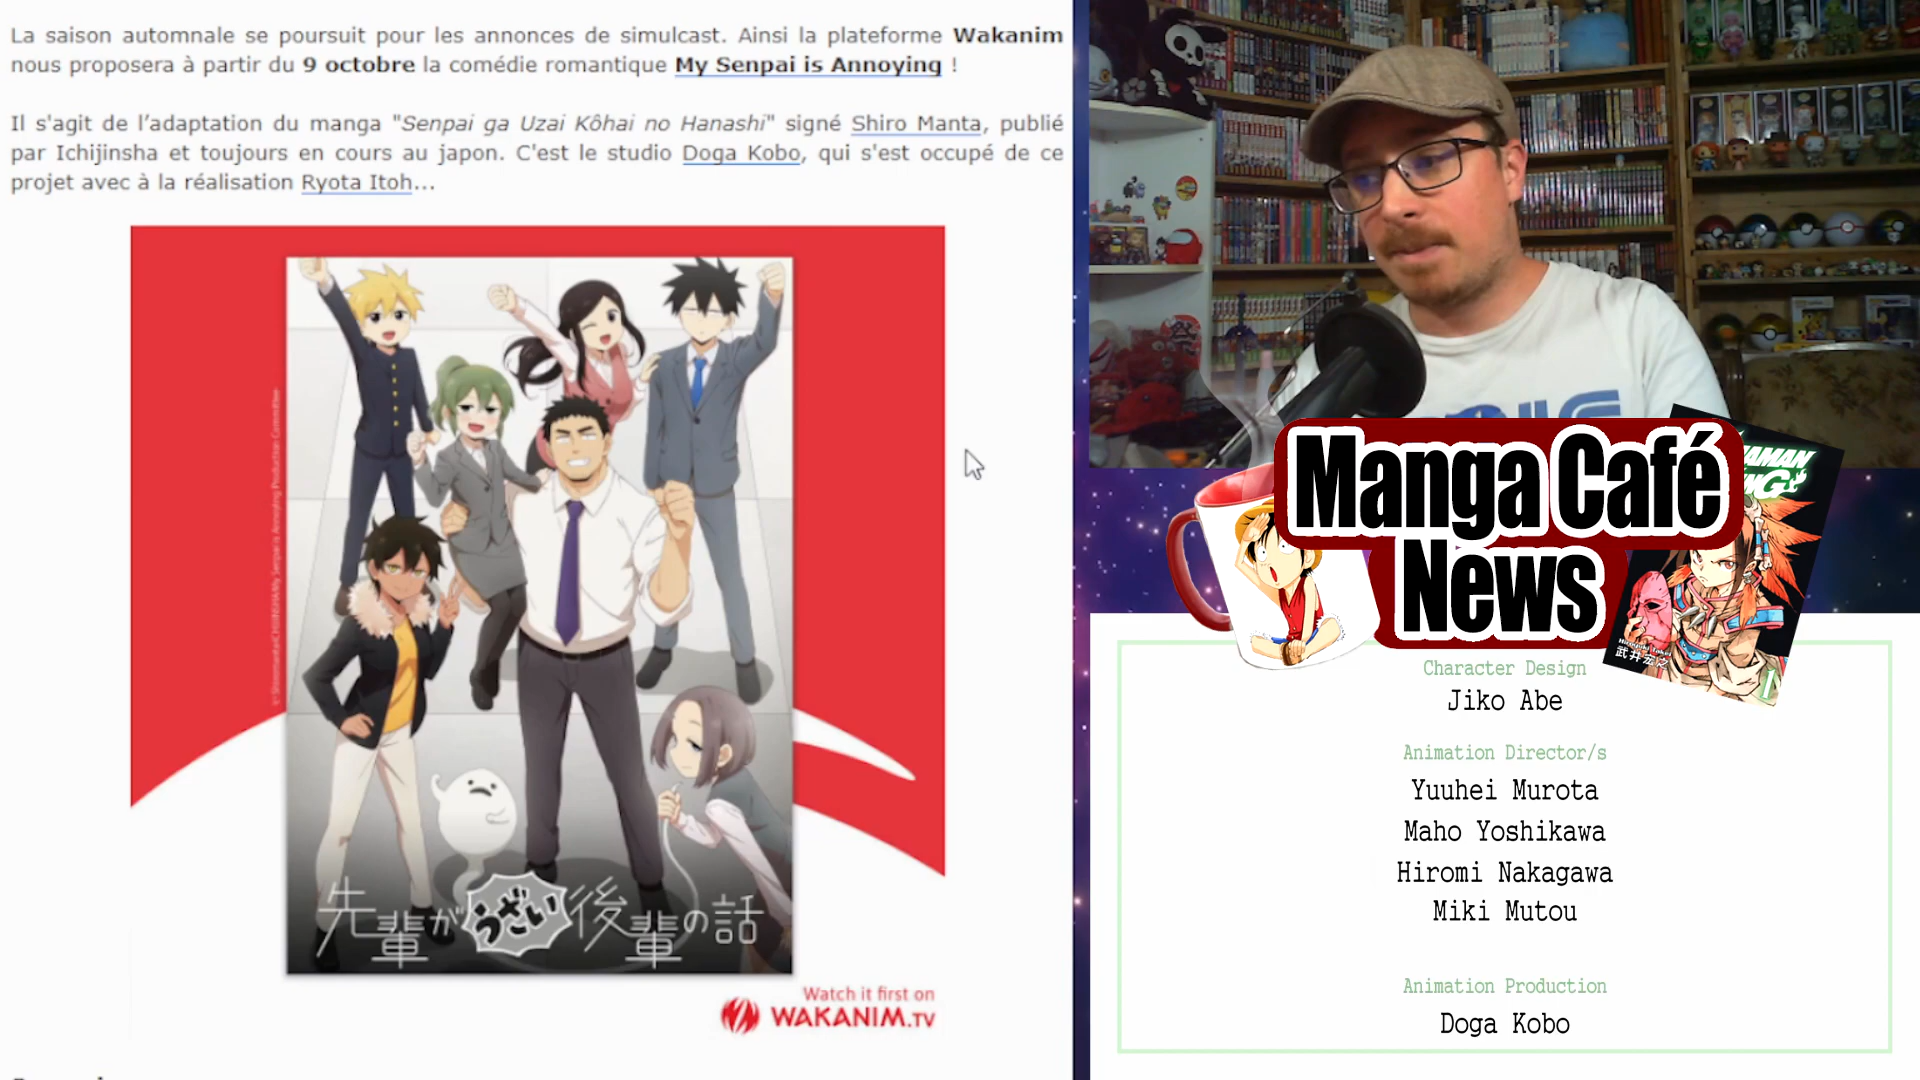 La saison automnale se poursuit pour les annonces de simulcast. Ainsi la plateforme Wakanim
nous proposera à partir du 9 octobre la comédie romantique My Senpai is Annoying !
Il s'agit de l’adaptation du manga "Senpai ga Uzai Kôhai no Hanashi" signé Shiro Manta, publié
par Ichijinsha et toujours en cours au japon. C'est le studio Doga Kobo, qui s'est occupé de ce
projet avec à la réalisation Ryota Itoh...
先輩がうざい後輩の話
Watch it first on
WAKANIM.TV
Manga Café
News
武井宏之
1
Character Design
Jiko Abe
Animation Director/s
Yuuhei Murota
Maho Yoshikawa
Hiromi Nakagawa
Miki Mutou
Animation Production
Doga Kobo